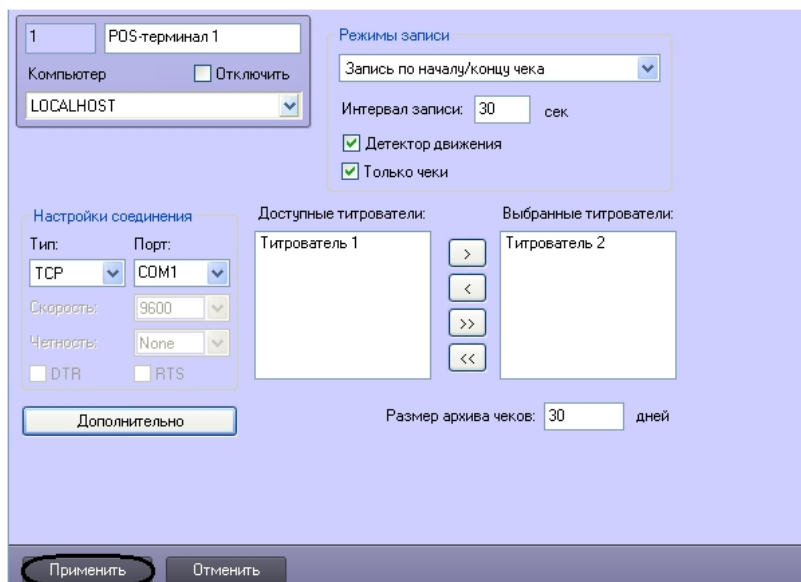 1 POS-терминал 1
Компьютер Отключить
LOCALHOST
Режимы записи
Запись по началу/концу чека
Интервал записи: 30 сек
Детектор движения
Только чеки
Настройки соединения
Тип: Порт:
TCP COM1
Скорость: 9600
Четность: None
DTR RTS
Дополнительно
Доступные титрователи:
Титрователь 1
>
<
>>
<<
Выбранные титрователи:
Титрователь 2
Размер архива чеков: 30 дней
Применить Отменить